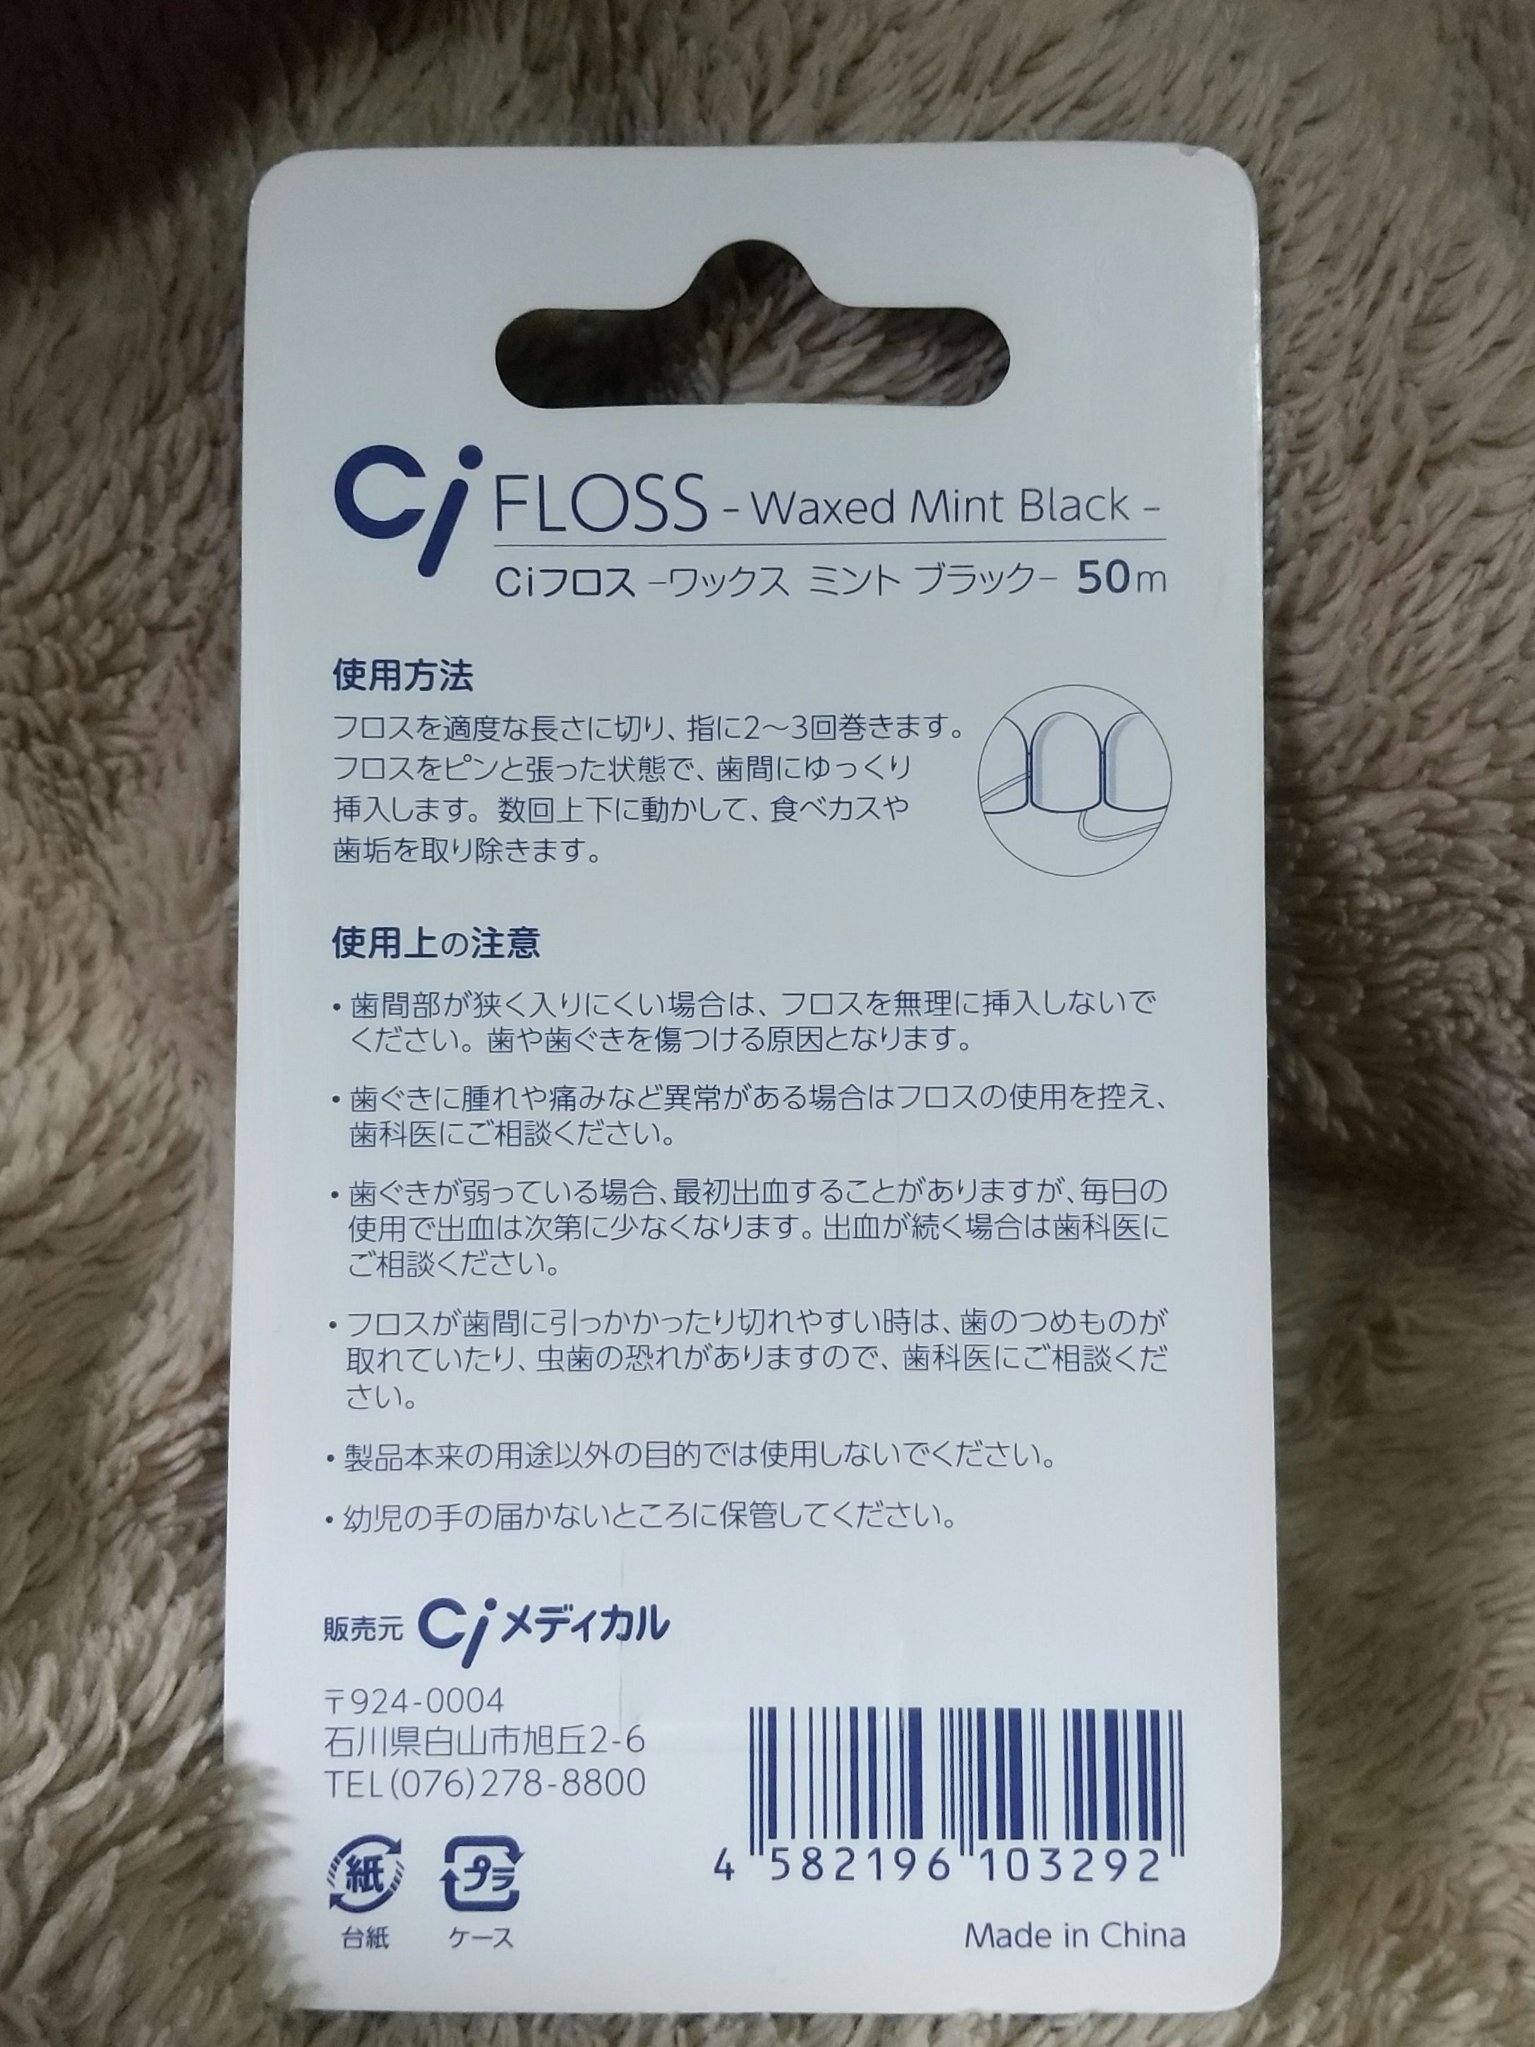 Ci FLOSS - Waxed Mint Black -
Ciフロス -ワックス ミント ブラック- 50m
使用方法
フロスを適度な長さに切り、指に2〜3回巻きます。
フロスをピンと張った状態で、歯間にゆっくり
挿入します。数回上下に動かして、食べカスや
歯垢を取り除きます。
使用上の注意
・歯間部が狭く入りにくい場合は、フロスを無理に挿入しないで
ください。歯や歯ぐきを傷つける原因となります。
・歯ぐきに腫れや痛みなど異常がある場合はフロスの使用を控え、
歯科医にご相談ください。
・歯ぐきが弱っている場合、最初出血することがありますが、毎日の
使用で出血は次第に少なくなります。出血が続く場合は歯科医に
ご相談ください。
・フロスが歯間に引っかかったり切れやすい時は、歯のつめものが
取れていたり、虫歯の恐れがありますので、歯科医にご相談くだ
さい。
・製品本来の用途以外の目的では使用しないでください。
・幼児の手の届かないところに保管してください。
販売元 Ciメディカル
〒924-0004
石川県白山市旭丘2-6
TEL(076)278-8800
紙 プラ
台紙 ケース
4 582196 103292
Made in China